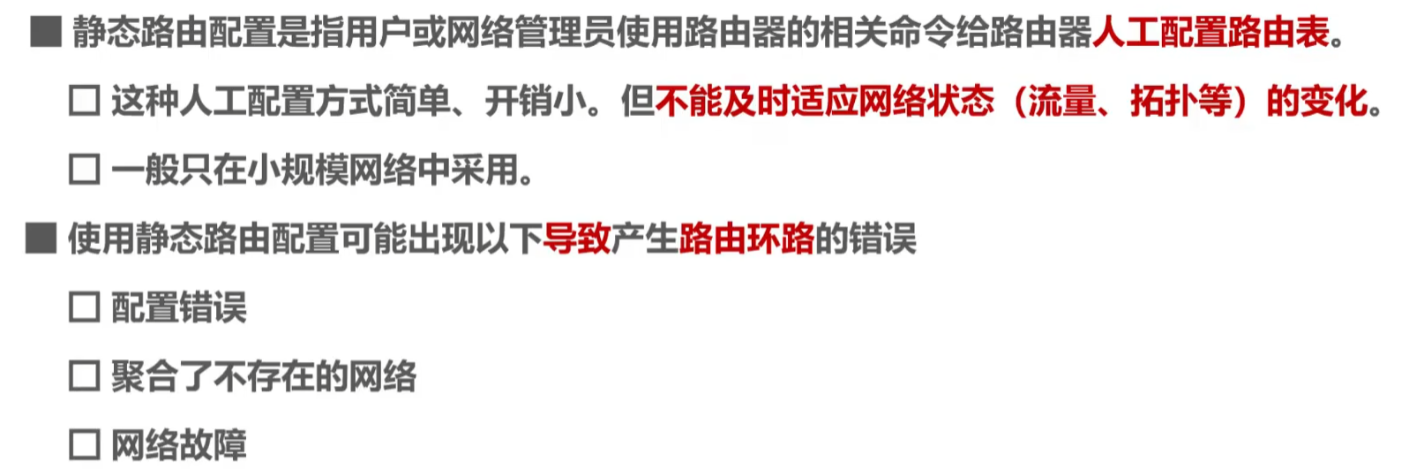 ■ 静态路由配置是指用户或网络管理员使用路由器的相关命令给路由器人工配置路由表。
□ 这种人工配置方式简单、开销小。但不能及时适应网络状态（流量、拓扑等）的变化。
□ 一般只在小规模网络中采用。
■ 使用静态路由配置可能出现以下导致产生路由环路的错误
□ 配置错误
□ 聚合了不存在的网络
□ 网络故障